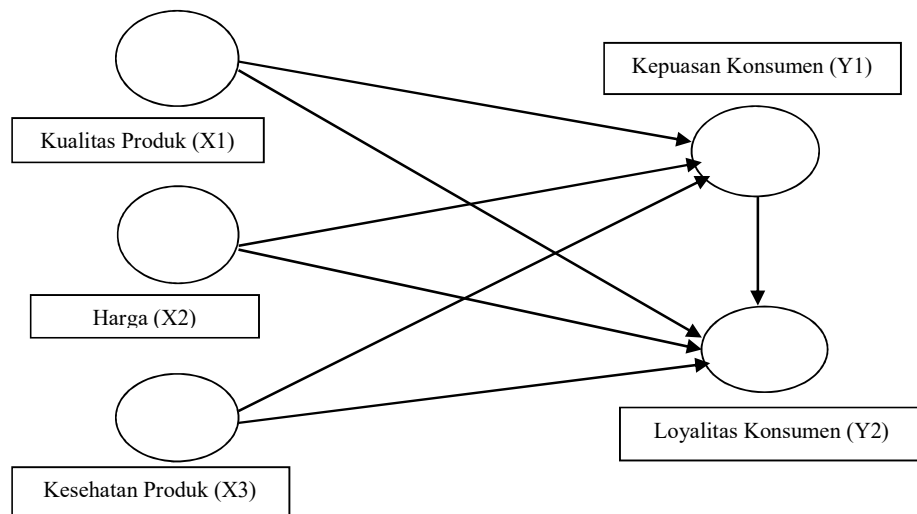 Kepuasan Konsumen (Y1)
Kualitas Produk (X1)
Harga (X2)
Loyalitas Konsumen (Y2)
Kesehatan Produk (X3)